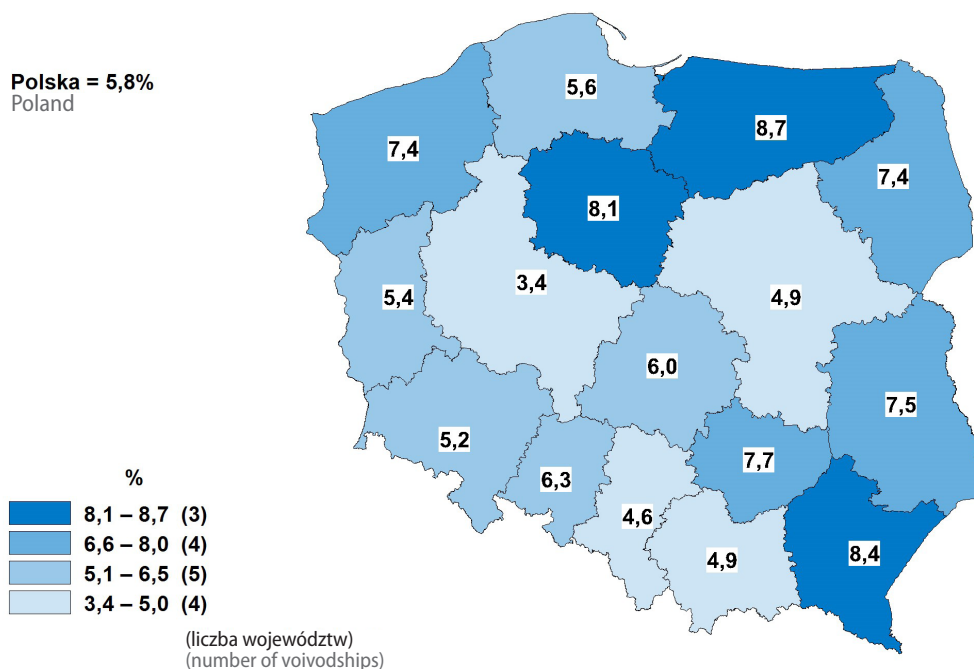 Polska = 5,8%
Poland
5,6
8,7
7,4
7,4
8,1
3,4
5,4
4,9
6,0
7,5
5,2
7,7
6,3
4,6
4,9
8,4
%
8,1 – 8,7 (3)
6,6 – 8,0 (4)
5,1 – 6,5 (5)
3,4 – 5,0 (4)
(liczba województw)
(number of voivodships)